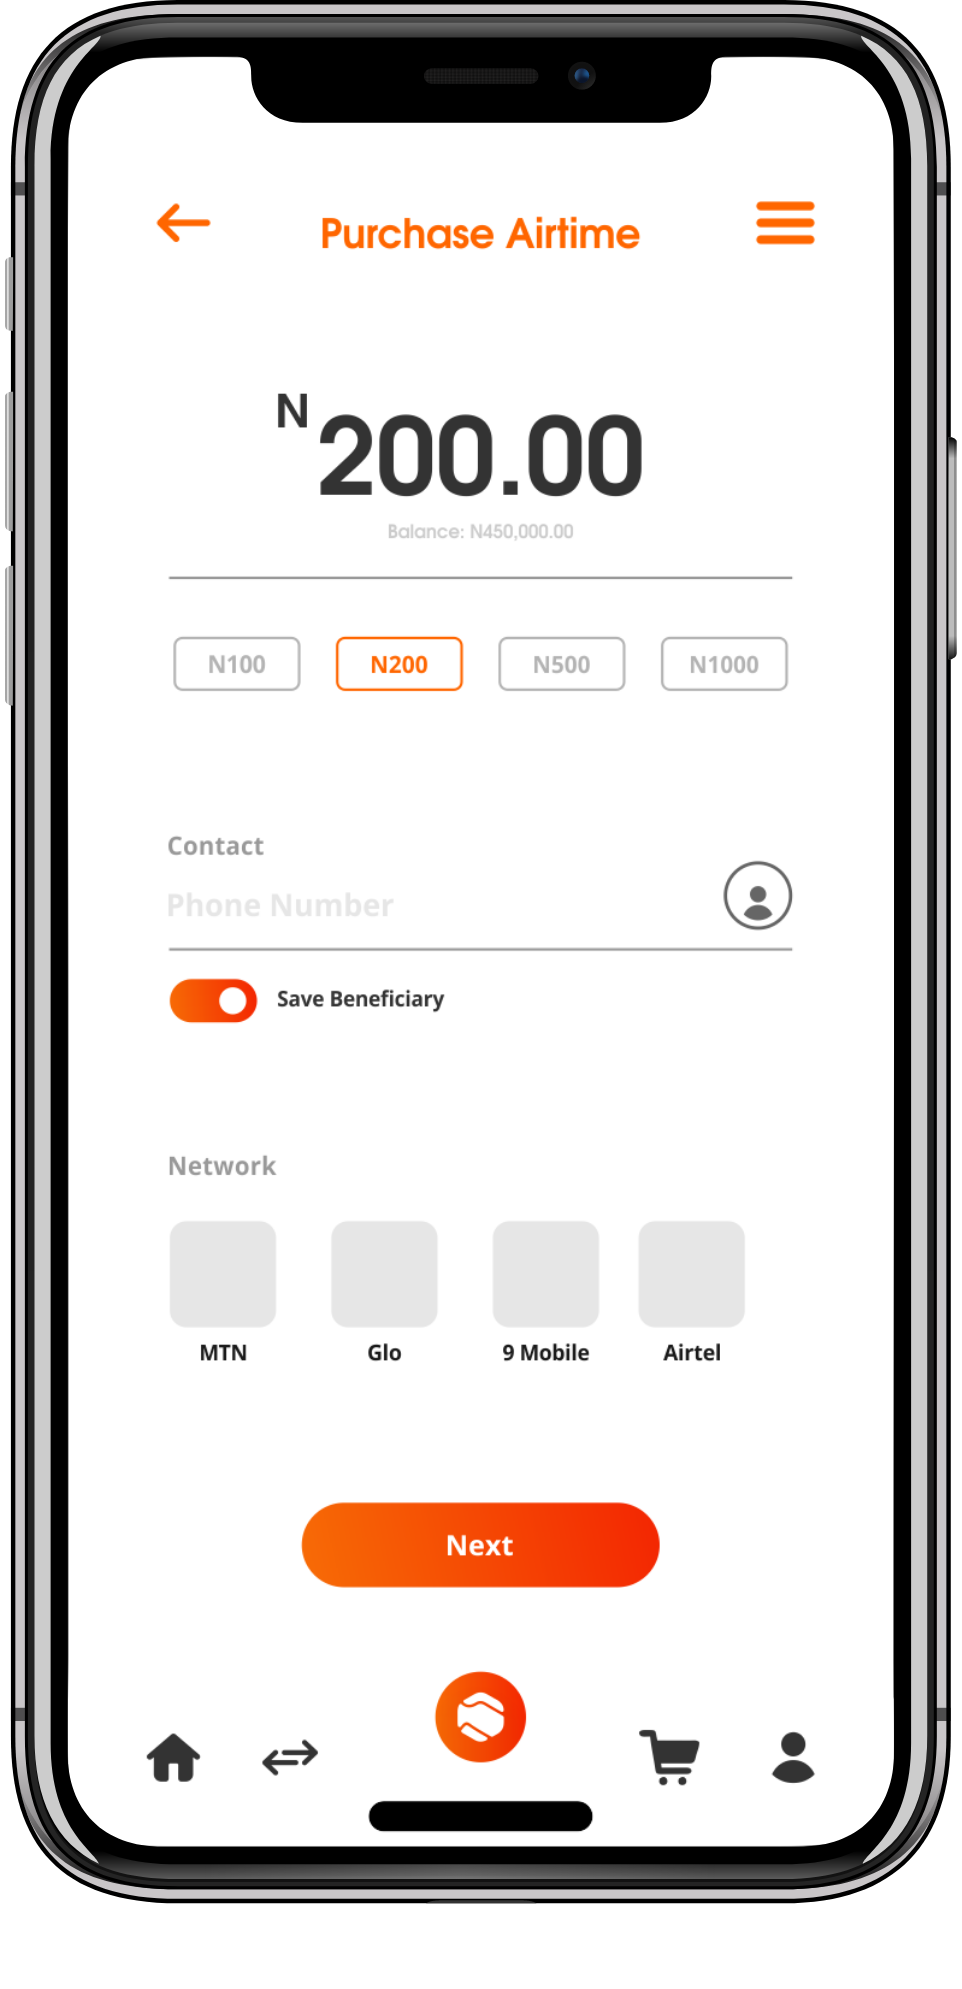 Purchase Airtime
N
200.00
Balance: N450,000.00
N100 N200 N500 N1000
Contact
Phone Number
Save Beneficiary
Network
MTN Glo 9 Mobile Airtel
Next